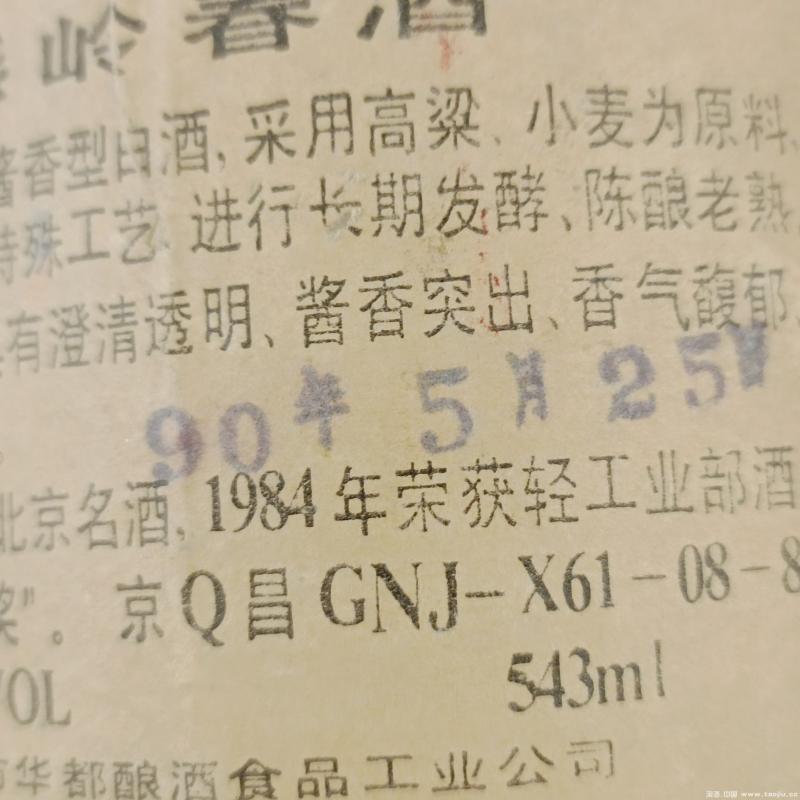 岭春酒
酱香型白酒,采用高粱、小麦为原料、
特殊工艺 进行长期发酵、陈酿老熟
有澄清透明、酱香突出、香气馥郁、
90年5月25日
北京名酒,1984年荣获轻工业部酒
奖"。京Q昌GNJ-X61-08-8
VOL 543ml
华都酿酒食品工业公司
www.taojiu.cc